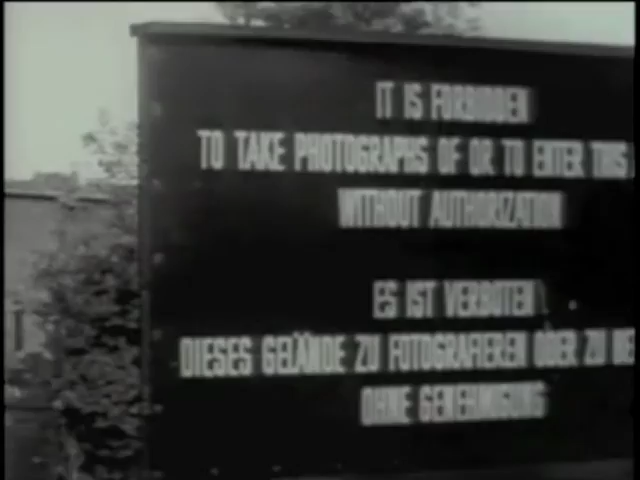 IT IS FORBIDDEN
TO TAKE PHOTOGRAPHS OF OR TO ENTER THIS
WITHOUT AUTHORIZATION
ES IST VERBOTEN
DIESES GELÄNDE ZU FOTOGRAFIEREN ODER ZU BE
OHNE GENEHMIGUNG